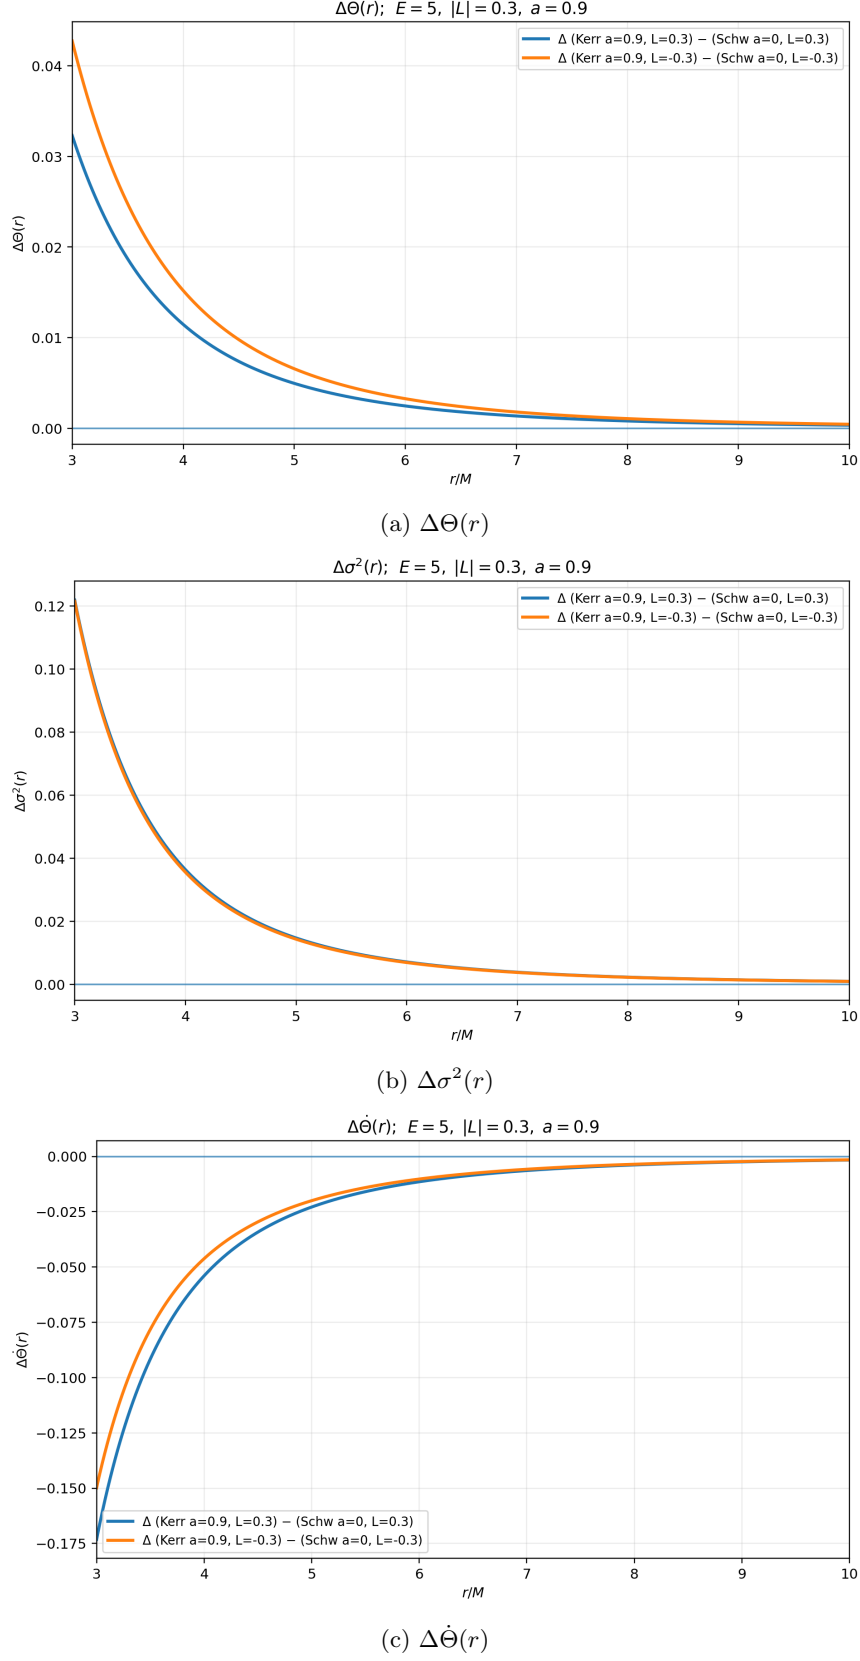 ΔΘ(r); E = 5, |L| = 0.3, a = 0.9
Δ (Kerr a=0.9, L=0.3) − (Schw a=0, L=0.3)
Δ (Kerr a=0.9, L=-0.3) − (Schw a=0, L=-0.3)
0.04
0.03
0.02
0.01
0.00
ΔΘ(r)
3 4 5 6 7 8 9 10
r/M
(a) ΔΘ(r)
Δσ²(r); E = 5, |L| = 0.3, a = 0.9
Δ (Kerr a=0.9, L=0.3) − (Schw a=0, L=0.3)
Δ (Kerr a=0.9, L=-0.3) − (Schw a=0, L=-0.3)
0.12
0.10
0.08
0.06
0.04
0.02
0.00
Δσ²(r)
3 4 5 6 7 8 9 10
r/M
(b) Δσ²(r)
ΔΘ̇(r); E = 5, |L| = 0.3, a = 0.9
0.000
−0.025
−0.050
−0.075
−0.100
−0.125
−0.150
−0.175
ΔΘ̇(r)
Δ (Kerr a=0.9, L=0.3) − (Schw a=0, L=0.3)
Δ (Kerr a=0.9, L=-0.3) − (Schw a=0, L=-0.3)
3 4 5 6 7 8 9 10
r/M
(c) ΔΘ̇(r)